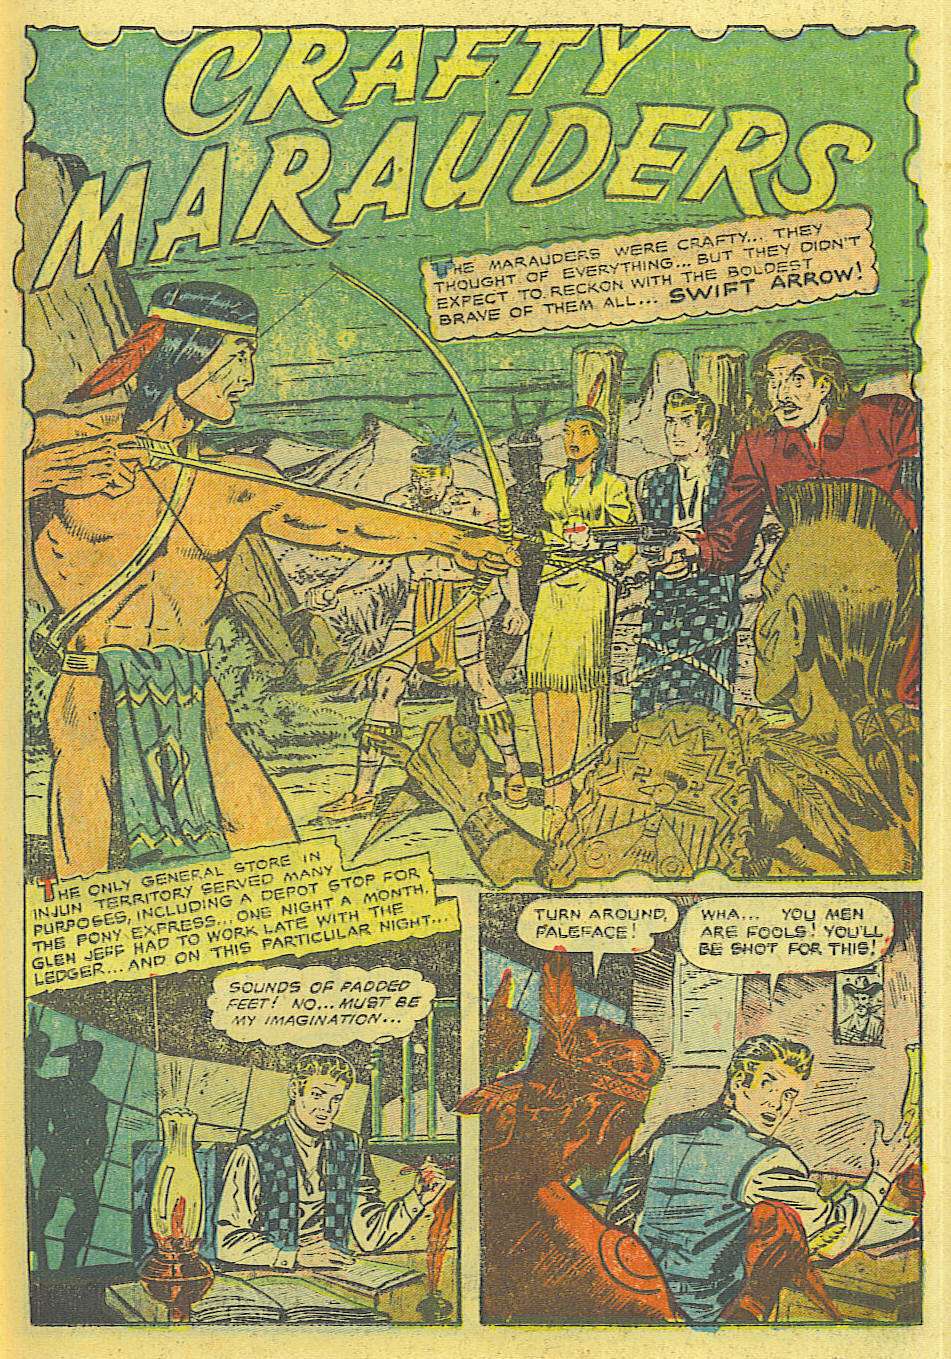 CRAFTY
MARAUDERS
THE MARAUDERS WERE CRAFTY... THEY
THOUGHT OF EVERYTHING... BUT THEY DIDN'T
EXPECT TO RECKON WITH THE BOLDEST
BRAVE OF THEM ALL... SWIFT ARROW!
THE ONLY GENERAL STORE IN
INJUN TERRITORY SERVED MANY
PURPOSES, INCLUDING A DEPOT STOP FOR
THE PONY EXPRESS... ONE NIGHT A MONTH,
GLEN JEFF HAD TO WORK LATE WITH THE
LEDGER... AND ON THIS PARTICULAR NIGHT...
SOUNDS OF PADDED
FEET! NO... MUST BE
MY IMAGINATION...
TURN AROUND,
PALEFACE!
WHA... YOU MEN
ARE FOOLS! YOU'LL
BE SHOT FOR THIS!